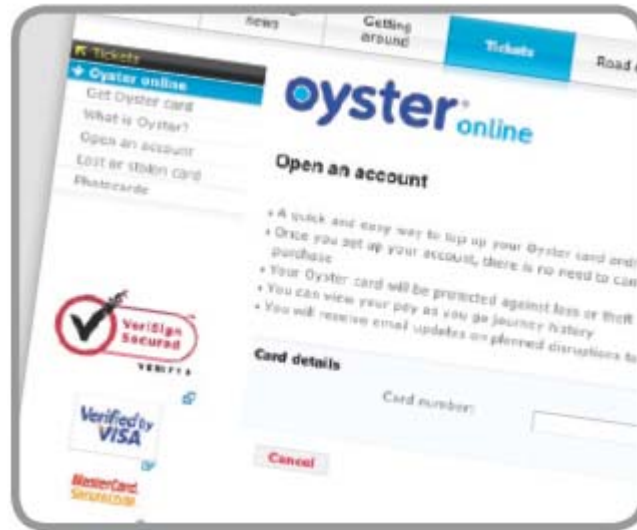 news
Getting
around
Tickets
Road
Tickets
Oyster online
Get Oyster card
What is Oyster?
Open an account
Lost or stolen card
Photocards
oyster online
Open an account
A quick and easy way to top up your Oyster card and
Once you set up your account, there is no need to
purchase
Your Oyster card will be protected against loss or theft
You can view your pay as you go journey history
You will receive email updates on planned disruptions to
Card details
Card number:
Cancel
VeriSign
Secured
VERIFY
Verified by
VISA
MasterCard.
SecureCode.